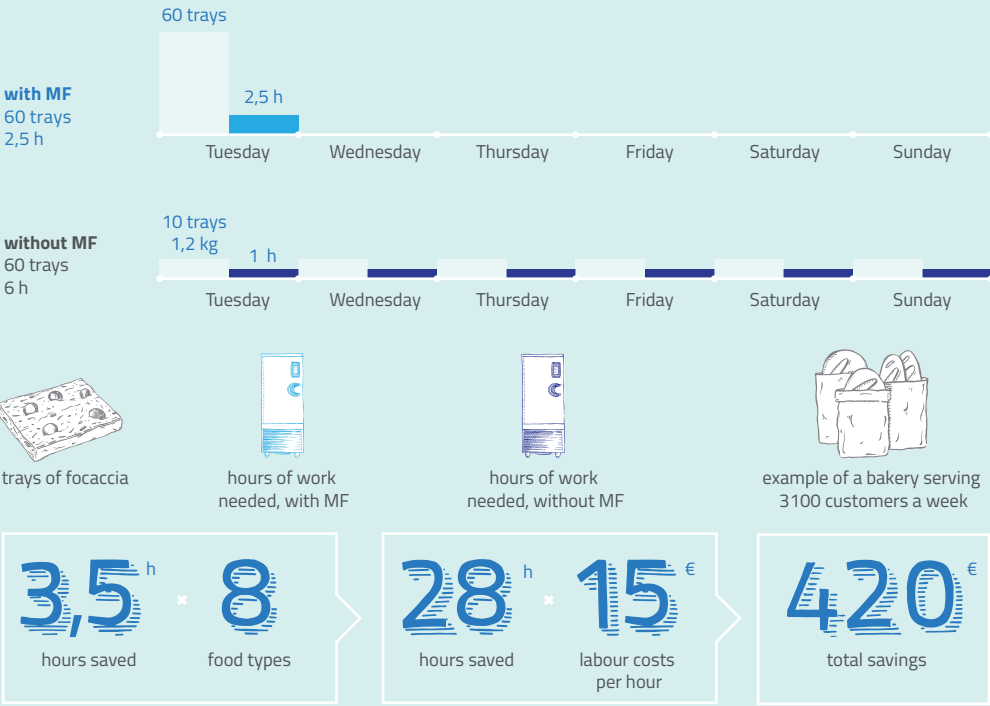 60 trays
with MF
60 trays
2,5 h
2,5 h
Tuesday Wednesday Thursday Friday Saturday Sunday
10 trays
1,2 kg
1 h
without MF
60 trays
6 h
Tuesday Wednesday Thursday Friday Saturday Sunday
trays of focaccia
hours of work
needed, with MF
hours of work
needed, without MF
example of a bakery serving
3100 customers a week
3,5 h × 8
hours saved food types
28 h × 15 €
hours saved labour costs
per hour
420 €
total savings